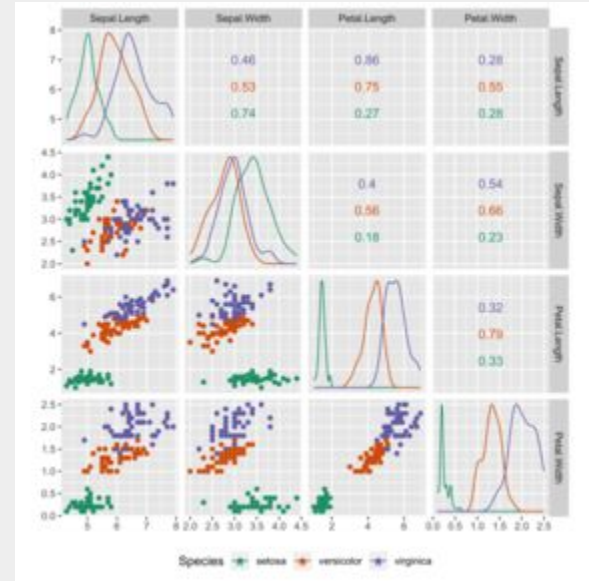 Sepal.Length Sepal.Width Petal.Length Petal.Width
8
7
6
5
0.46 0.86 0.28
0.53 0.75 0.55
0.74 0.27 0.28
Sepal.Length
4.5
4.0
3.5
3.0
2.5
2.0
0.4 0.54
0.56 0.66
0.18 0.23
Sepal.Width
6
4
2
0.32
0.79
0.33
Petal.Length
2.5
2.0
1.5
1.0
0.5
0.0
Petal.Width
5 6 7 8 2.0 2.5 3.0 3.5 4.0 4.5 2 4 6 0.0 0.5 1.0 1.5 2.0 2.5
Species setosa versicolor virginica